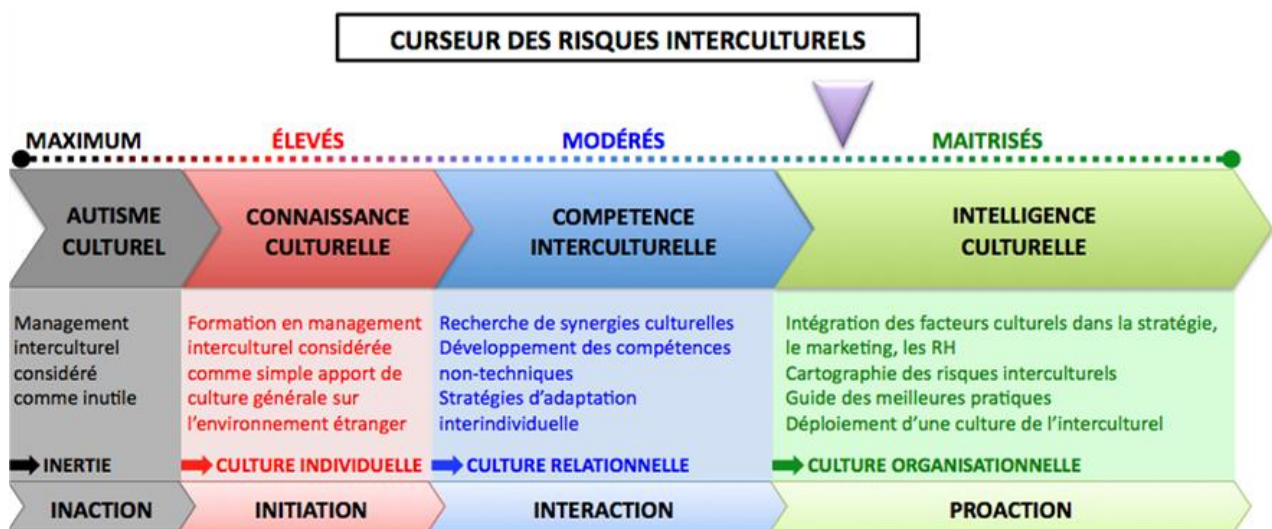 CURSEUR DES RISQUES INTERCULTURELS
MAXIMUM
ÉLEVÉS
MODÉRÉS
MAITRISÉS
AUTISME
CULTUREL
CONNAISSANCE
CULTURELLE
COMPETENCE
INTERCULTURELLE
INTELLIGENCE
CULTURELLE
Management
interculturel
considéré
comme inutile
INERTIE
Formation en management
interculturel considérée
comme simple apport de
culture générale sur
l'environnement étranger
CULTURE INDIVIDUELLE
Recherche de synergies culturelles
Développement des compétences
non-techniques
Stratégies d'adaptation
interindividuelle
CULTURE RELATIONNELLE
Intégration des facteurs culturels dans la stratégie,
le marketing, les RH
Cartographie des risques interculturels
Guide des meilleures pratiques
Déploiement d'une culture de l'interculturel
CULTURE ORGANISATIONNELLE
INACTION
INITIATION
INTERACTION
PROACTION